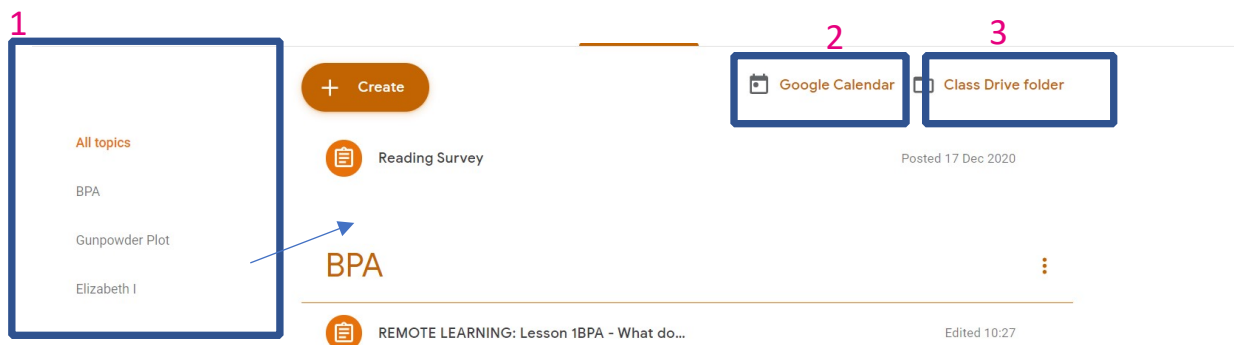 1
2
3
+ Create
Google Calendar
Class Drive folder
All topics
BPA
Gunpowder Plot
Elizabeth I
Reading Survey
Posted 17 Dec 2020
BPA
REMOTE LEARNING: Lesson 1BPA - What do...
Edited 10:27